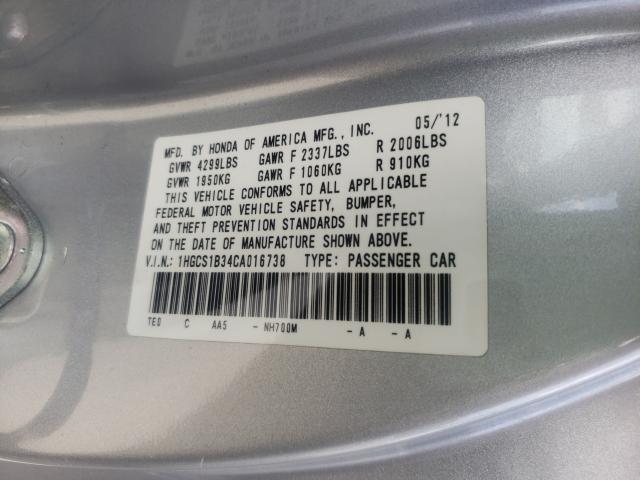 MFD. BY HONDA OF AMERICA MFG., INC. 05/'12
GVWR 4299LBS GAWR F 2337LBS R 2006LBS
GVWR 1950KG GAWR F 1060KG R 910KG
THIS VEHICLE CONFORMS TO ALL APPLICABLE
FEDERAL MOTOR VEHICLE SAFETY, BUMPER,
AND THEFT PREVENTION STANDARDS IN EFFECT
ON THE DATE OF MANUFACTURE SHOWN ABOVE.
V.I.N.: 1HGCS1B34CA016738 TYPE: PASSENGER CAR
TE0 C AA5 - NH700M - A - A